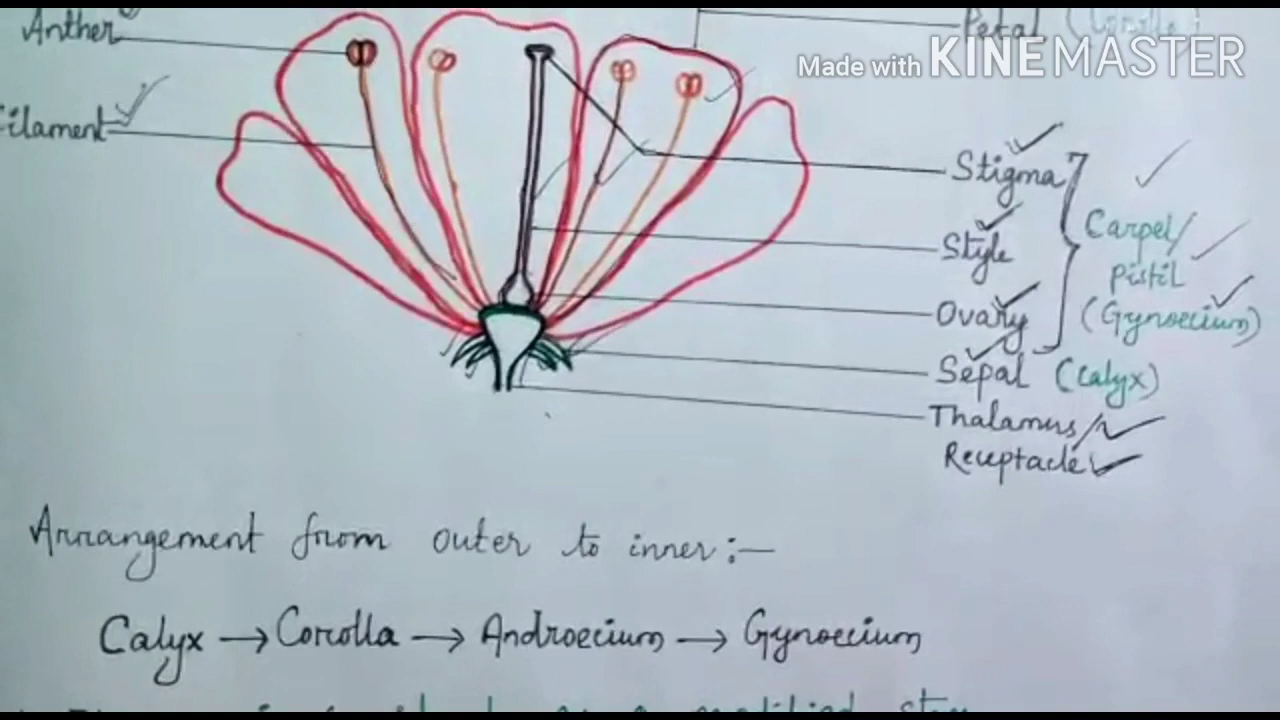 Anther
Petal (
Made with KINEMASTER
Filament
Stigma
Style
Carpel/
Pistil
(Gynoecium)
Ovary
Sepal (Calyx)
Thalamus/
Receptacle
Arrangement from outer to inner:—
Calyx → Corolla → Androecium → Gynoecium